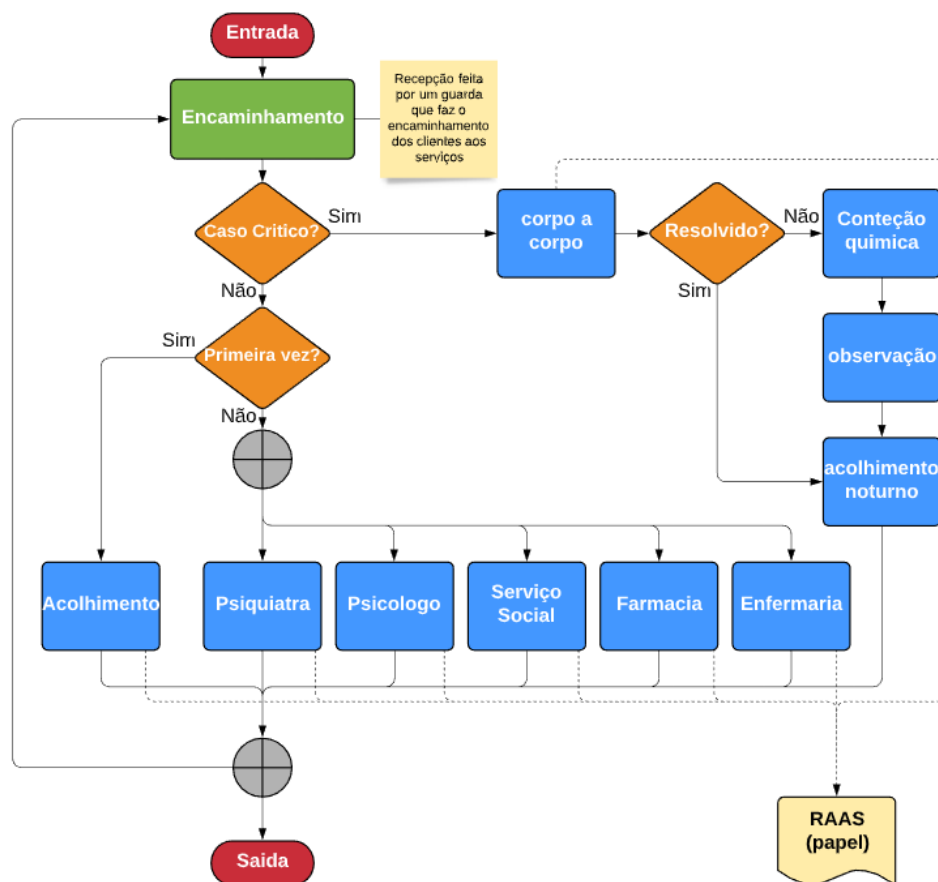 Entrada
Encaminhamento
Recepção feita
por um guarda
que faz o
encaminhamento
dos clientes aos
serviços
Caso Critico?
Sim
corpo a
corpo
Resolvido?
Não
Conteção
quimica
Sim
Não
Sim
Primeira vez?
observação
Não
acolhimento
noturno
Acolhimento
Psiquiatra
Psicologo
Serviço
Social
Farmacia
Enfermaria
RAAS
(papel)
Saida